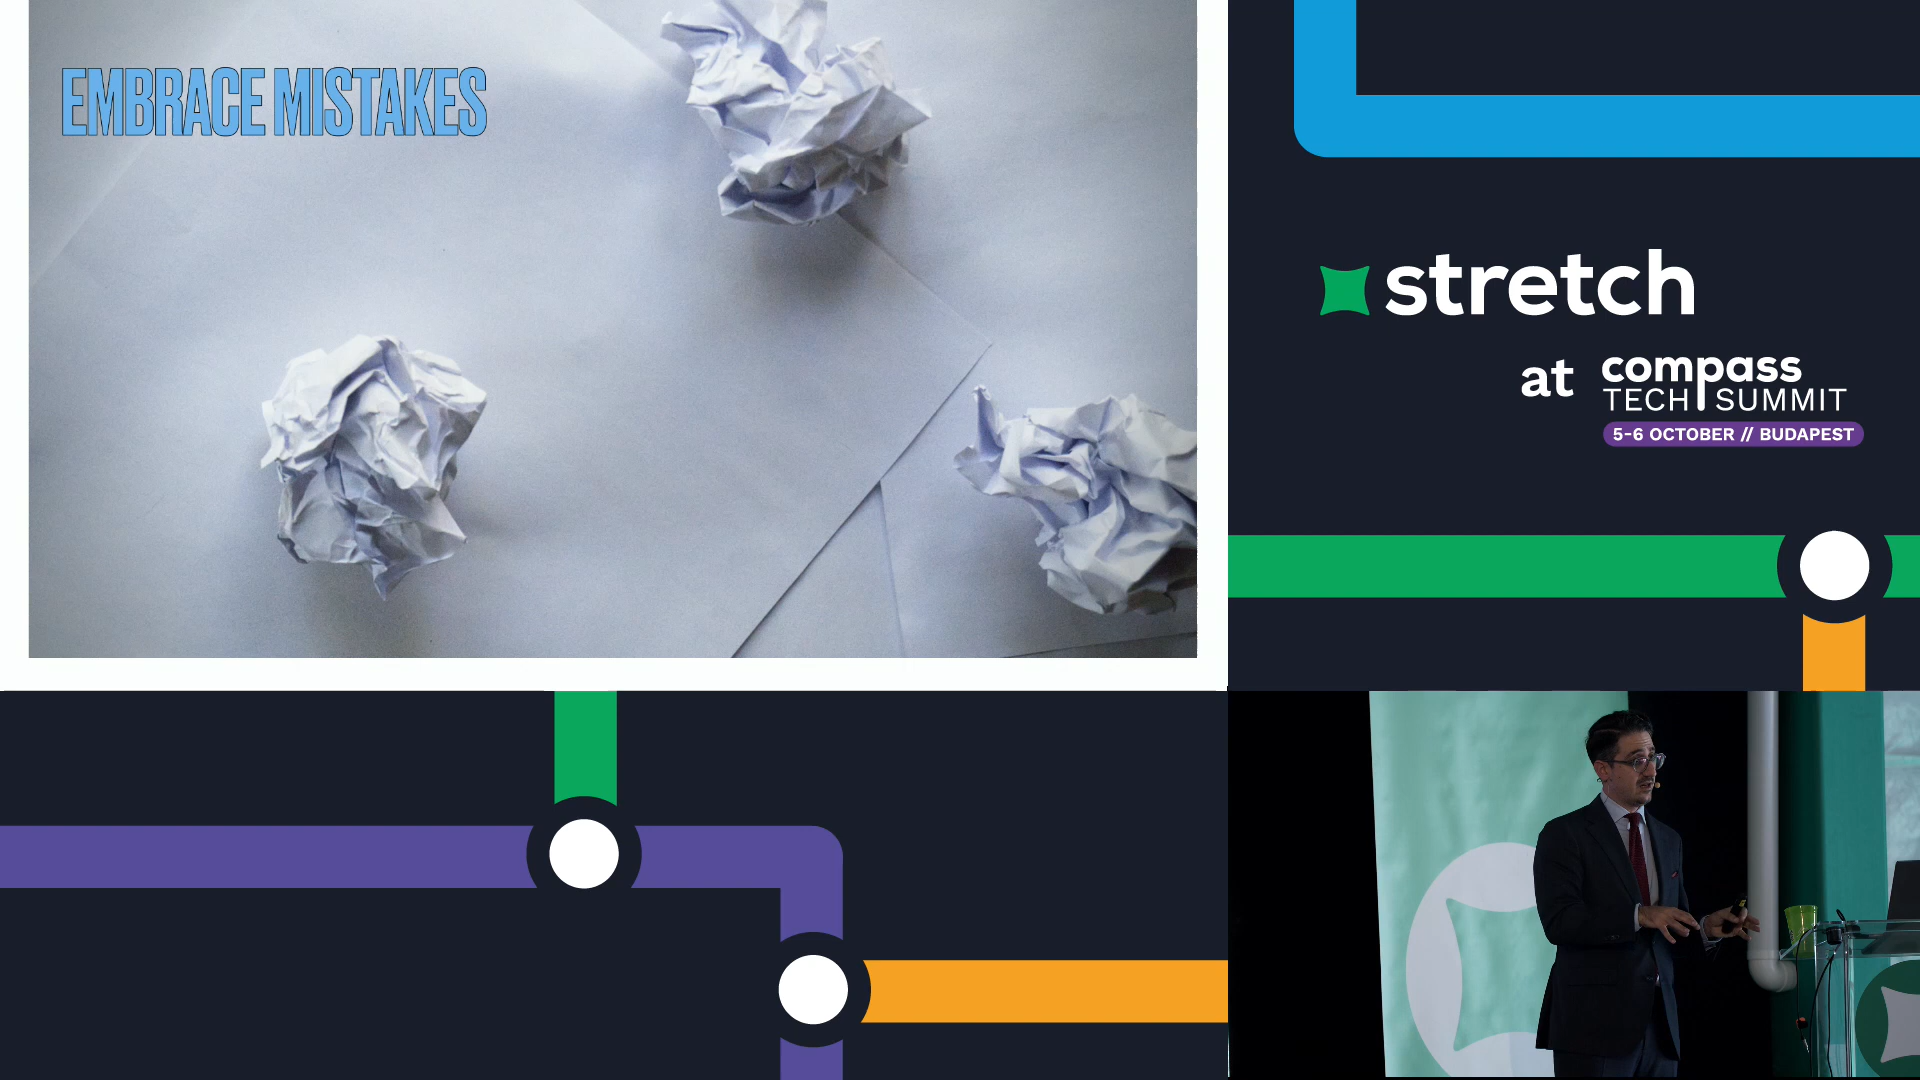 EMBRACE MISTAKES
stretch
at compass
TECH SUMMIT
5-6 OCTOBER // BUDAPEST